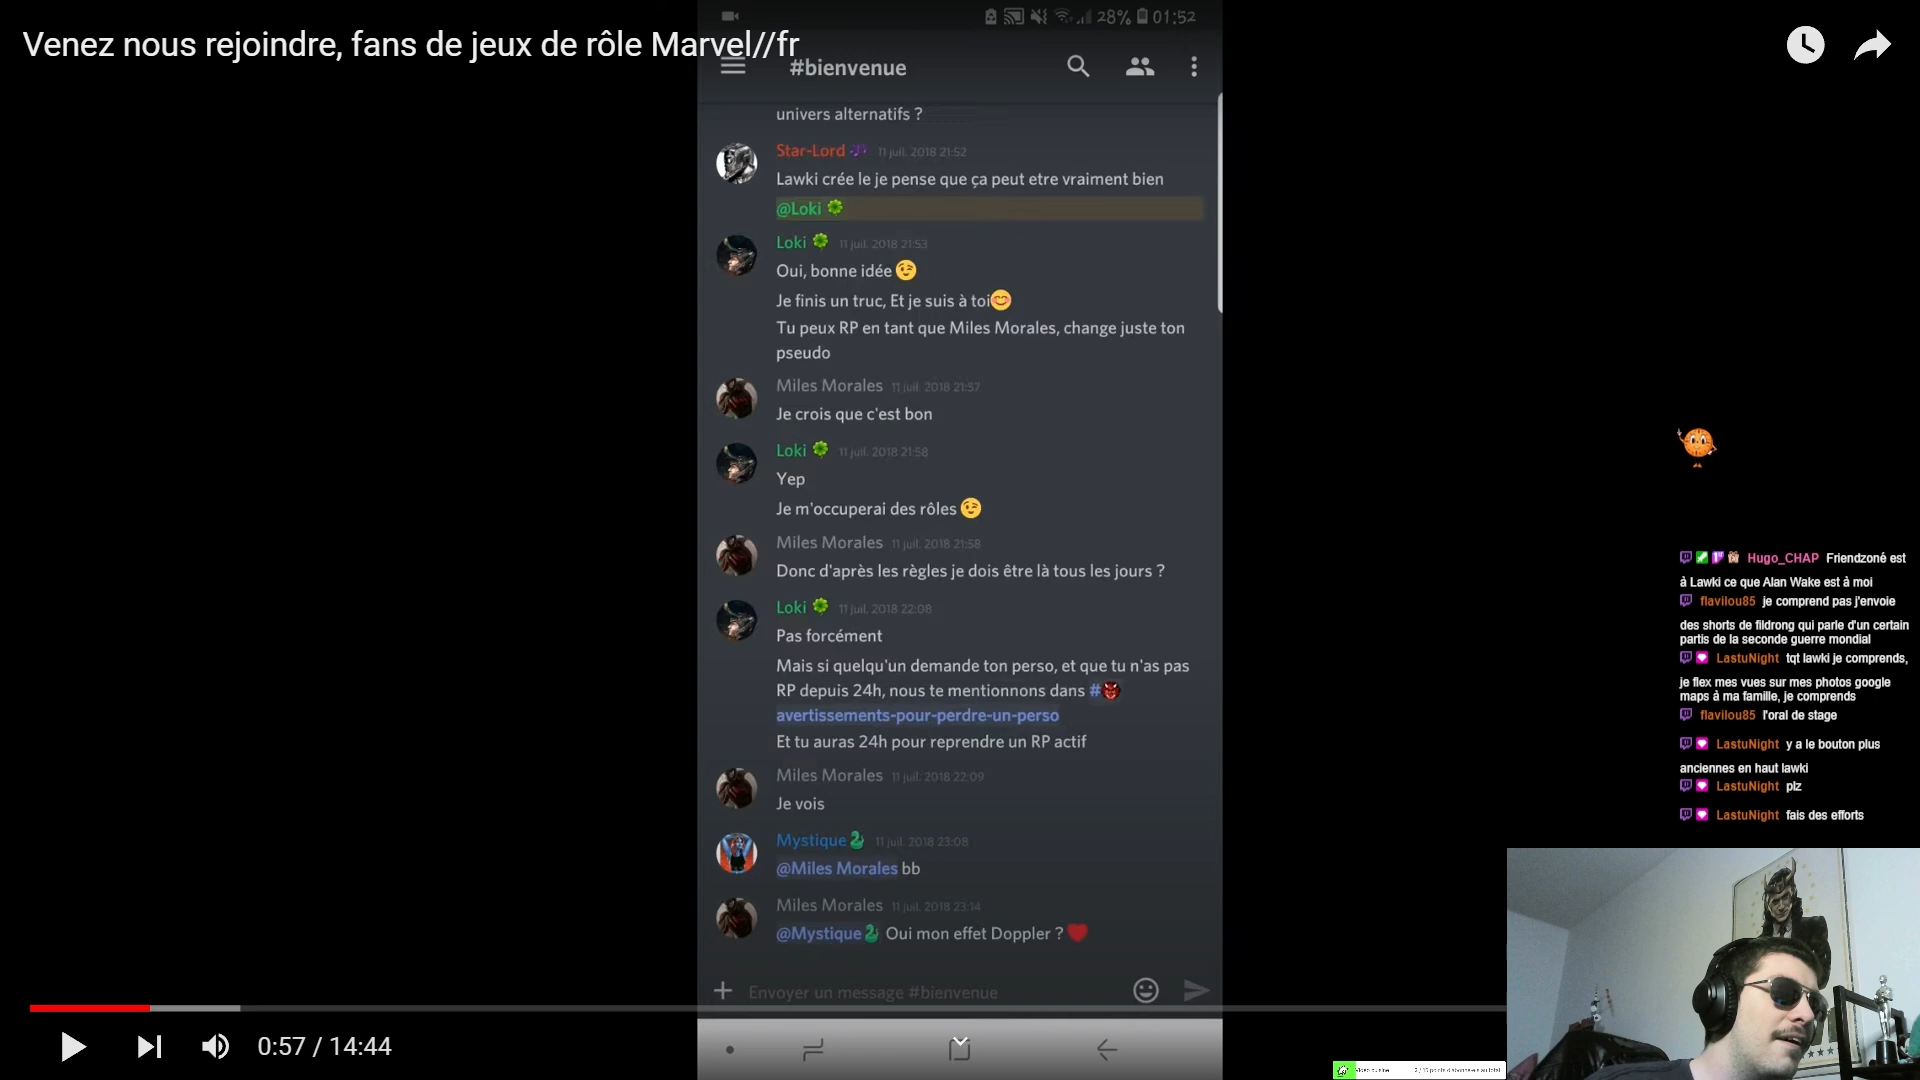 28% 01:52
Venez nous rejoindre, fans de jeux de rôle Marvel//fr
#bienvenue
univers alternatifs ?
Star-Lord 11 juil. 2018 21:52
Lawki crée le je pense que ça peut etre vraiment bien
@Loki 🍀
Loki 🍀 11 juil. 2018 21:53
Oui, bonne idée 😉
Je finis un truc, Et je suis à toi😊
Tu peux RP en tant que Miles Morales, change juste ton
pseudo
Miles Morales 11 juil. 2018 21:57
Je crois que c'est bon
Loki 🍀 11 juil. 2018 21:58
Yep
Je m'occuperai des rôles 😉
Miles Morales 11 juil. 2018 21:58
Donc d'après les règles je dois être là tous les jours ?
Loki 🍀 11 juil. 2018 22:08
Pas forcément
Mais si quelqu'un demande ton perso, et que tu n'as pas
RP depuis 24h, nous te mentionnons dans #👹
avertissements-pour-perdre-un-perso
Et tu auras 24h pour reprendre un RP actif
Miles Morales 11 juil. 2018 22:09
Je vois
Mystique🐍 11 juil. 2018 23:08
@Miles Morales bb
Miles Morales 11 juil. 2018 23:14
@Mystique🐍 Oui mon effet Doppler ?❤️
Envoyer un message #bienvenue
0:57 / 14:44
Hugo_CHAP Friendzoné est
à Lawki ce que Alan Wake est à moi
flavilou85 je comprend pas j'envoie
des shorts de fildrong qui parle d'un certain
partis de la seconde guerre mondial
LastuNight tqt lawki je comprends,
je flex mes vues sur mes photos google
maps à ma famille, je comprends
flavilou85 l'oral de stage
LastuNight y a le bouton plus
anciennes en haut lawki
LastuNight plz
LastuNight fais des efforts